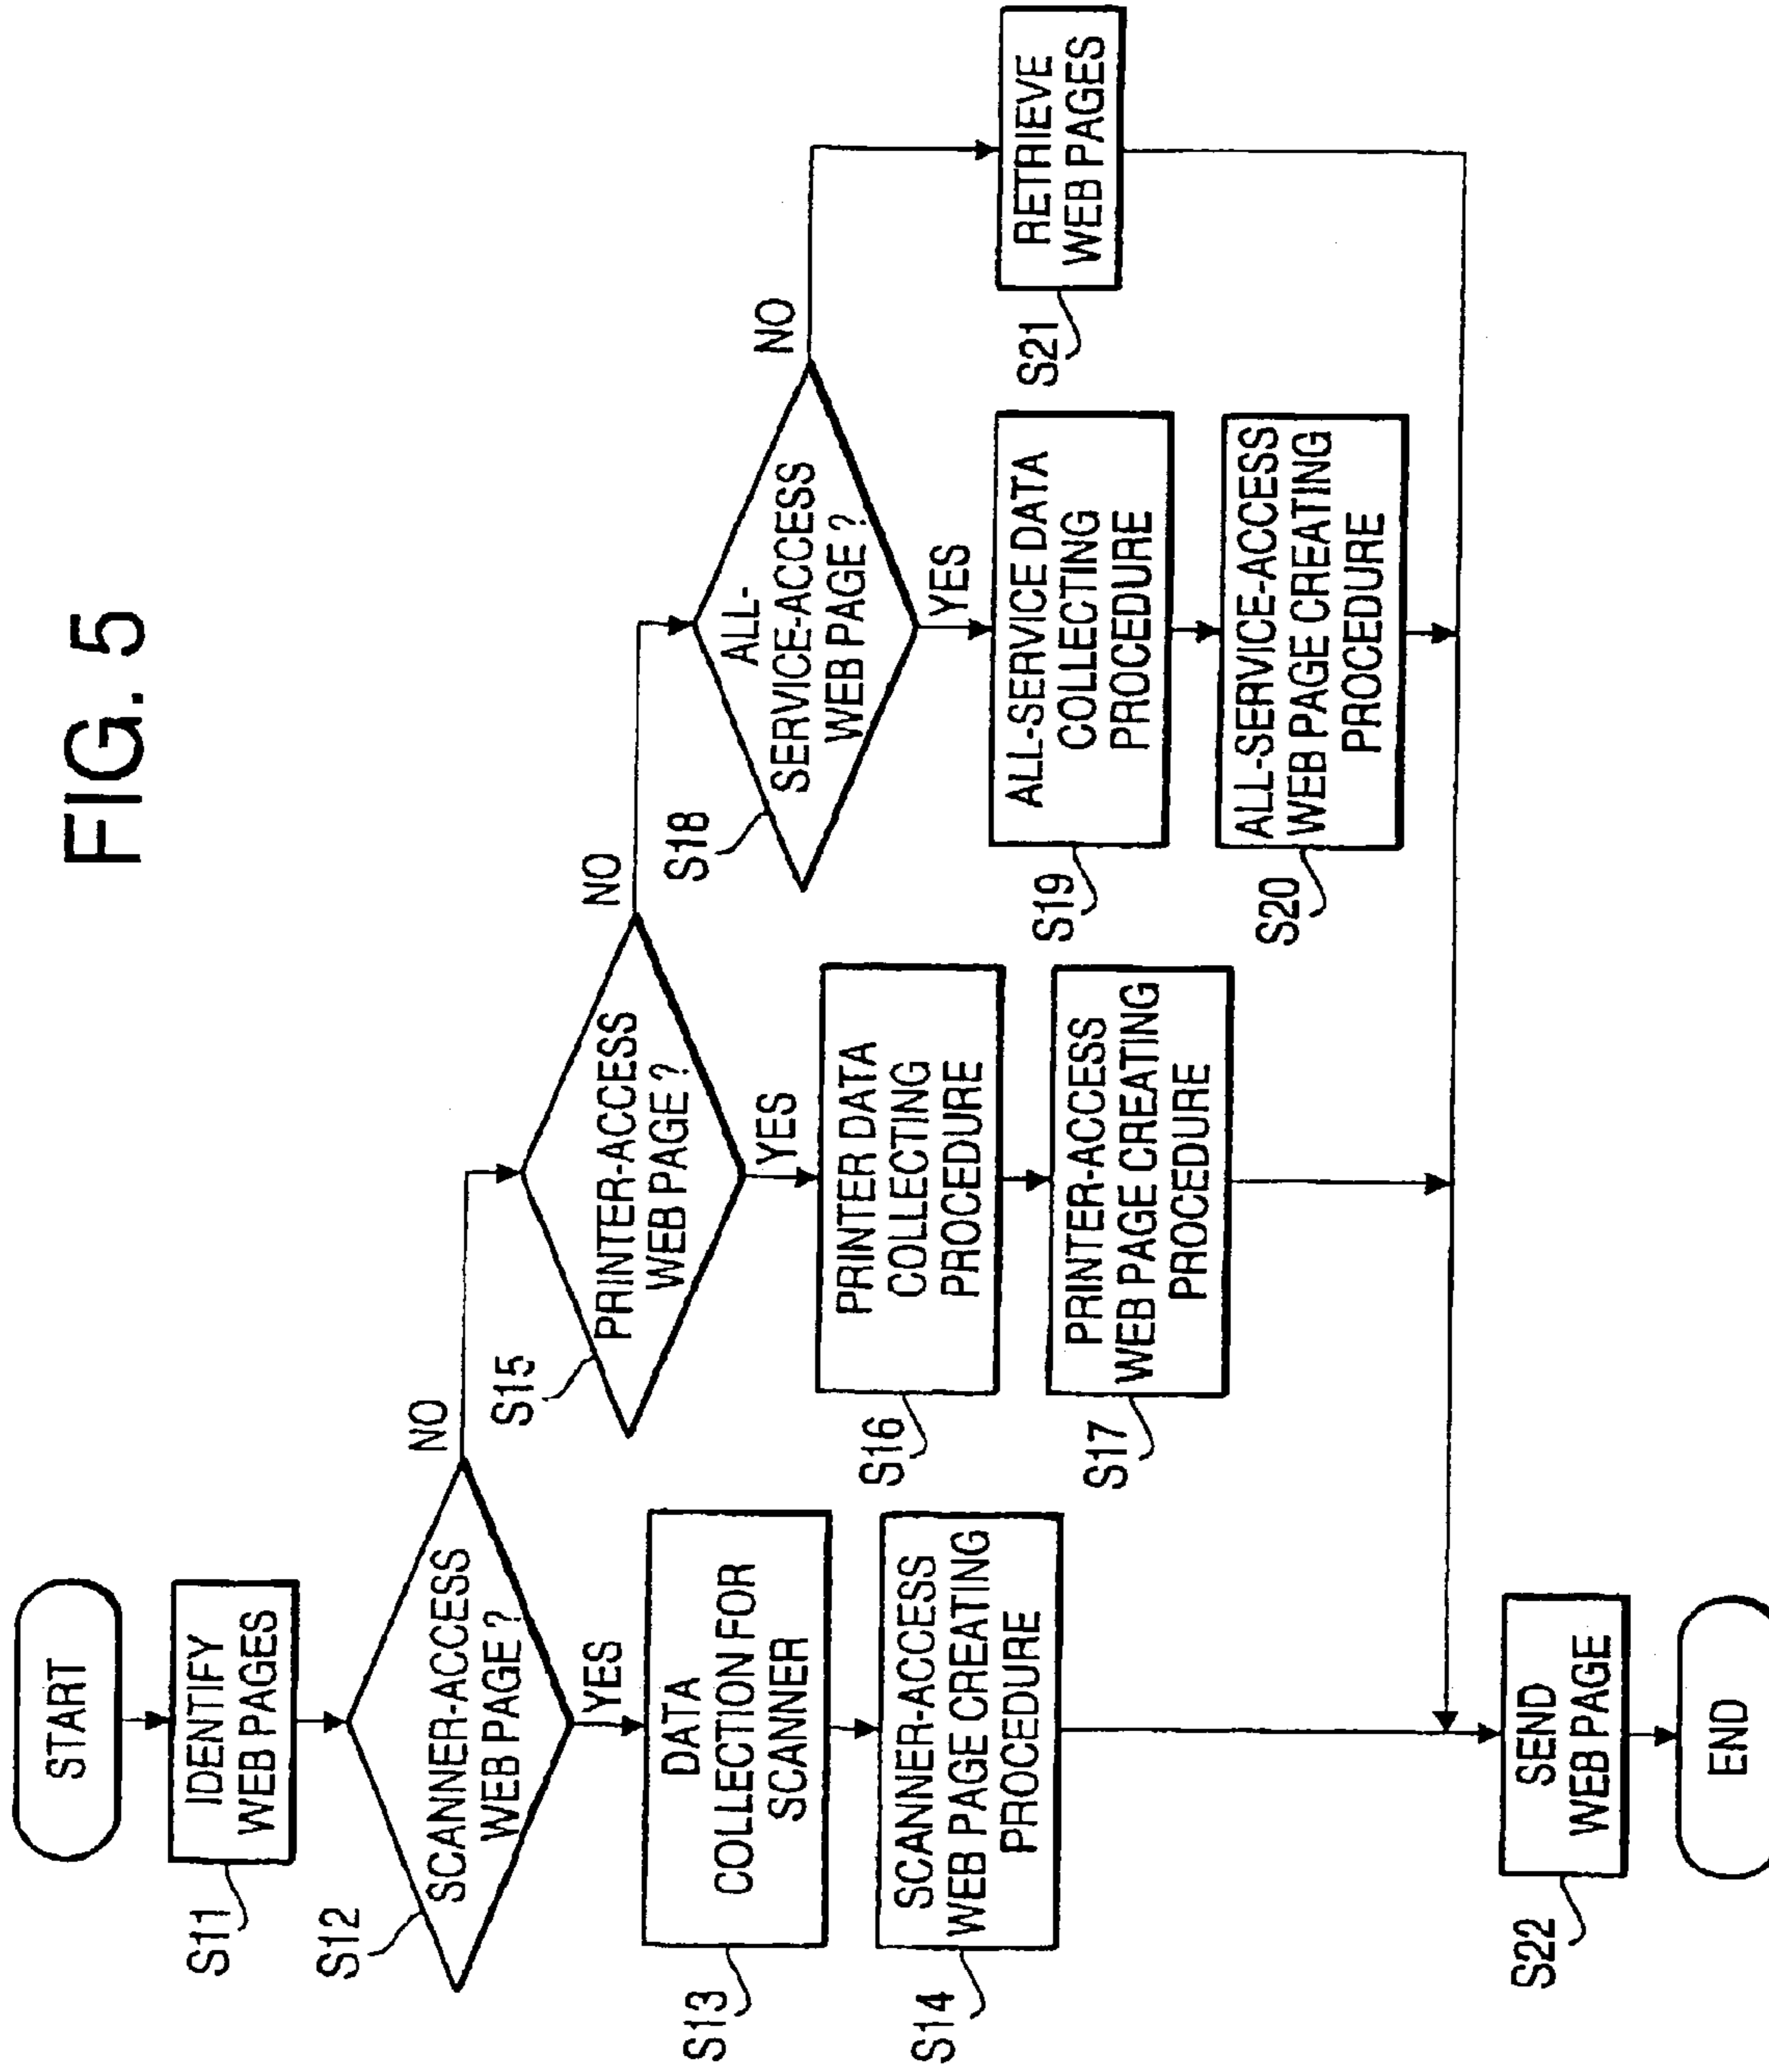 FIG. 5
START
S11
IDENTIFY
WEB PAGES
S12
SCANNER-ACCESS
WEB PAGE ?
NO
YES
S13
DATA
COLLECTION FOR
SCANNER
S14
SCANNER-ACCESS
WEB PAGE CREATING
PROCEDURE
S15
PRINTER-ACCESS
WEB PAGE ?
NO
YES
S16
PRINTER DATA
COLLECTING
PROCEDURE
S17
PRINTER-ACCESS
WEB PAGE CREATING
PROCEDURE
S18
ALL-
SERVICE-ACCESS
WEB PAGE ?
NO
YES
S19
ALL-SERVICE DATA
COLLECTING
PROCEDURE
S20
ALL-SERVICE-ACCESS
WEB PAGE CREATING
PROCEDURE
S21
RETRIEVE
WEB PAGES
S22
SEND
WEB PAGE
END